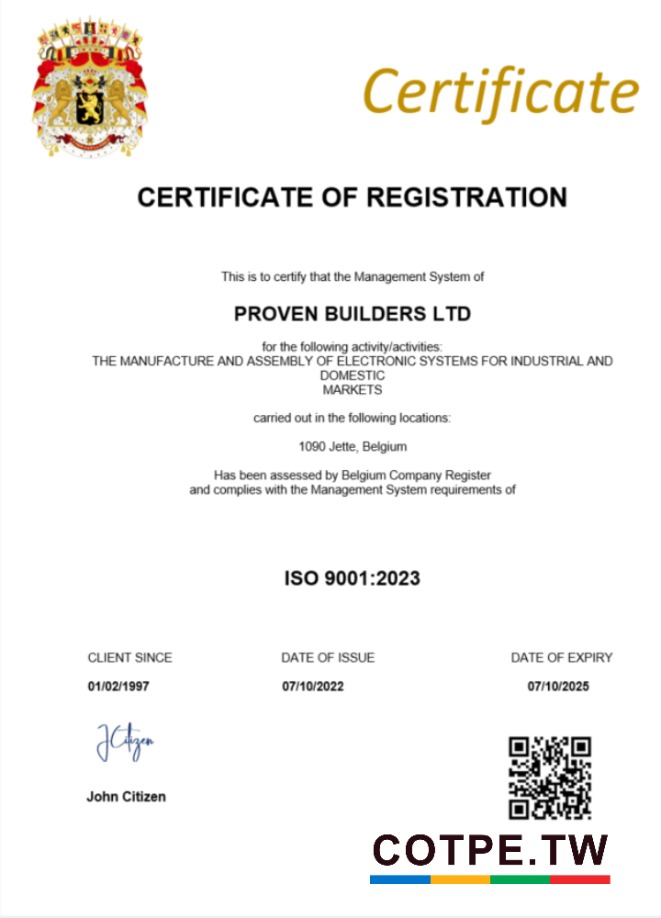 Certificate
CERTIFICATE OF REGISTRATION
This is to certify that the Management System of
PROVEN BUILDERS LTD
for the following activity/activities:
THE MANUFACTURE AND ASSEMBLY OF ELECTRONIC SYSTEMS FOR INDUSTRIAL AND
DOMESTIC
MARKETS
carried out in the following locations:
1090 Jette, Belgium
Has been assessed by Belgium Company Register
and complies with the Management System requirements of
ISO 9001:2023
CLIENT SINCE DATE OF ISSUE DATE OF EXPIRY
01/02/1997 07/10/2022 07/10/2025
JCitizen
John Citizen
COTPE.TW